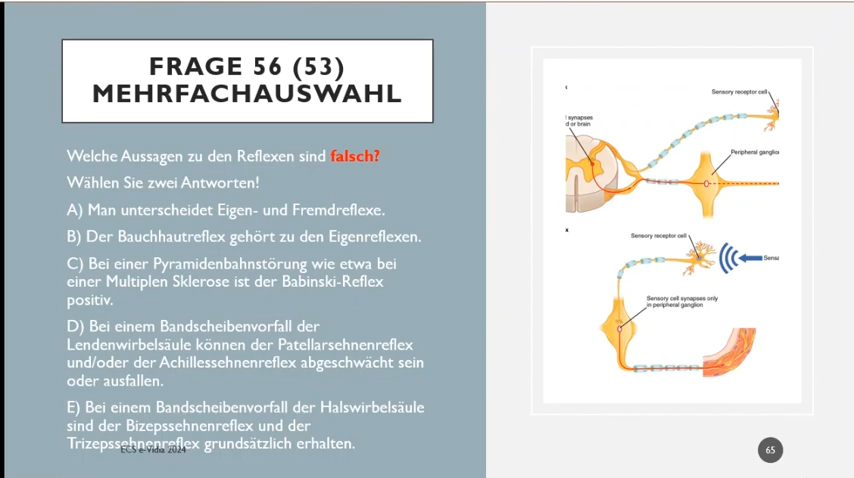 FRAGE 56 (53)
MEHRFACHAUSWAHL
Welche Aussagen zu den Reflexen sind falsch?
Wählen Sie zwei Antworten!
A) Man unterscheidet Eigen- und Fremdreflexe.
B) Der Bauchhautreflex gehört zu den Eigenreflexen.
C) Bei einer Pyramidenbahnstörung wie etwa bei
einer Multiplen Sklerose ist der Babinski-Reflex
positiv.
D) Bei einem Bandscheibenvorfall der
Lendenwirbelsäule können der Patellarsehnenreflex
und/oder der Achillessehnenreflex abgeschwächt sein
oder ausfallen.
E) Bei einem Bandscheibenvorfall der Halswirbelsäule
sind der Bizepssehnenreflex und der
Trizepssehnenreflex grundsätzlich erhalten.
ECS e-Vidia 2024
Sensory receptor cell
l synapses
d or brain
Peripheral ganglio
Sensory receptor cell
Sensa
Sensory cell synapses only
in peripheral ganglion
65